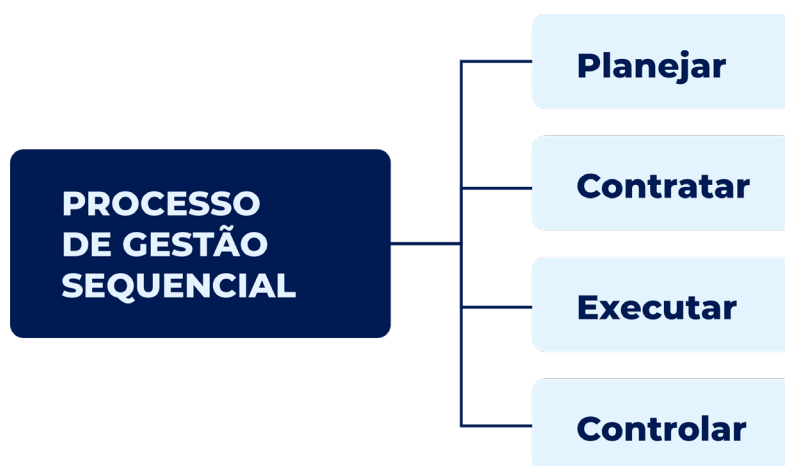 PROCESSO
DE GESTÃO
SEQUENCIAL
Planejar
Contratar
Executar
Controlar